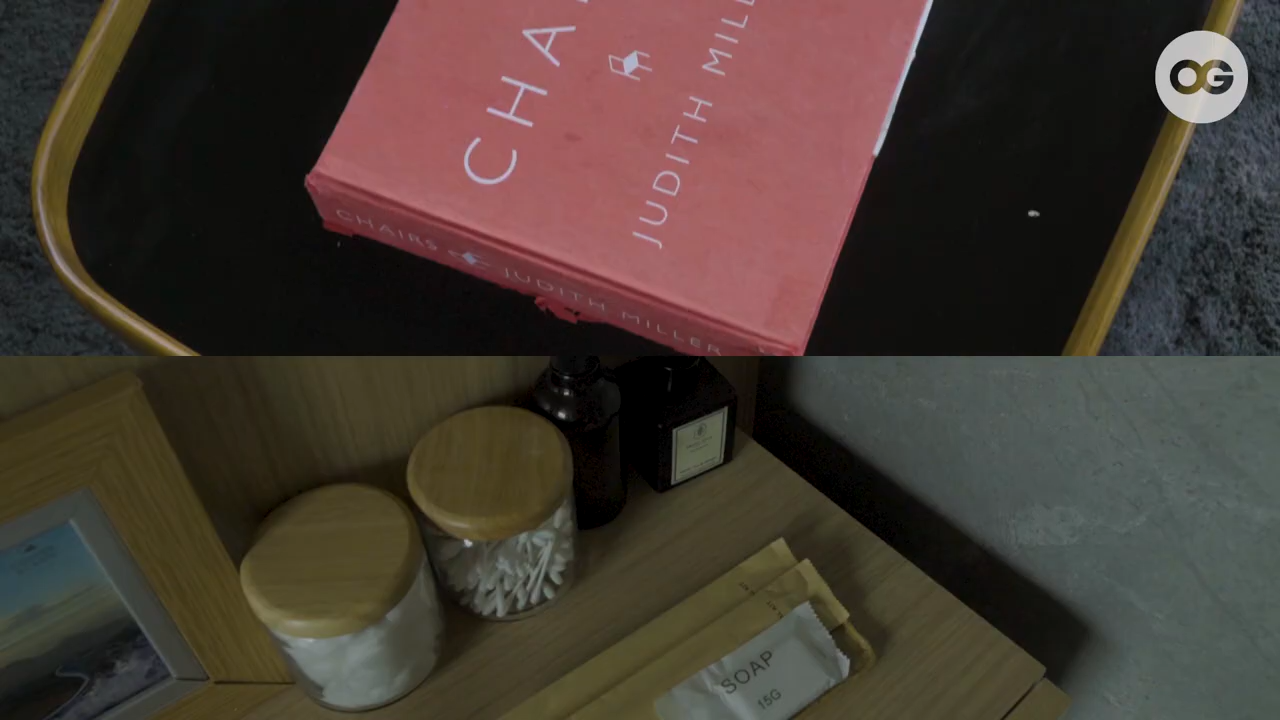 OG
CHA
JUDITH MILL
CHAIRS JUDITH MILLER
SOAP
15G